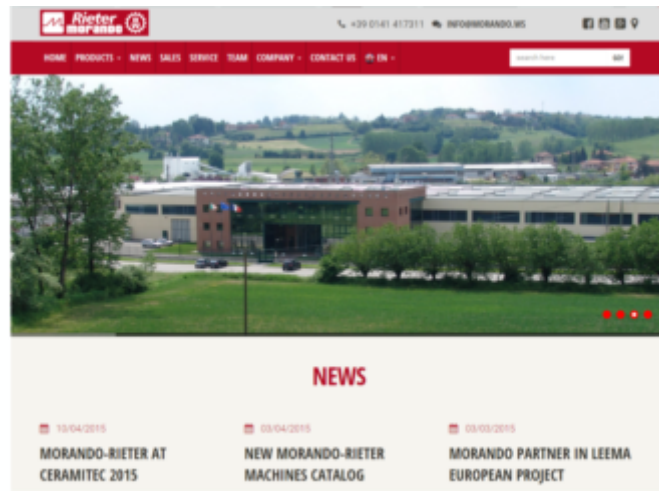 Rieter
morando
+39 0141 417311 INFO@MORANDO.WS
HOME PRODUCTS NEWS SALES SERVICE TEAM COMPANY CONTACT US EN search here GO!
NEWS
10/04/2015 03/04/2015 03/03/2015
MORANDO-RIETER AT NEW MORANDO-RIETER MORANDO PARTNER IN LEEMA
CERAMITEC 2015 MACHINES CATALOG EUROPEAN PROJECT